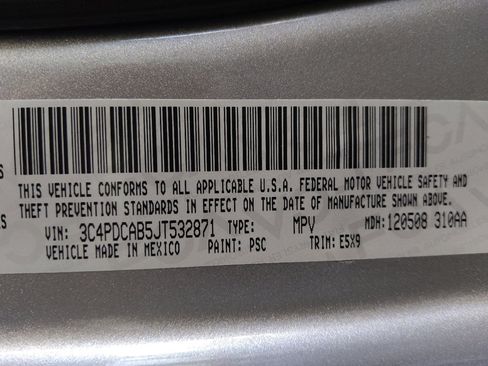 THIS VEHICLE CONFORMS TO ALL APPLICABLE U.S.A. FEDERAL MOTOR VEHICLE SAFETY AND
THEFT PREVENTION STANDARDS IN EFFECT ON THE DATE OF MANUFACTURE SHOWN ABOVE.
VIN: 3C4PDCAB5JT532871 TYPE: MPV MDH: 120508 310AA
VEHICLE MADE IN MEXICO PAINT: PSC TRIM: E5X9